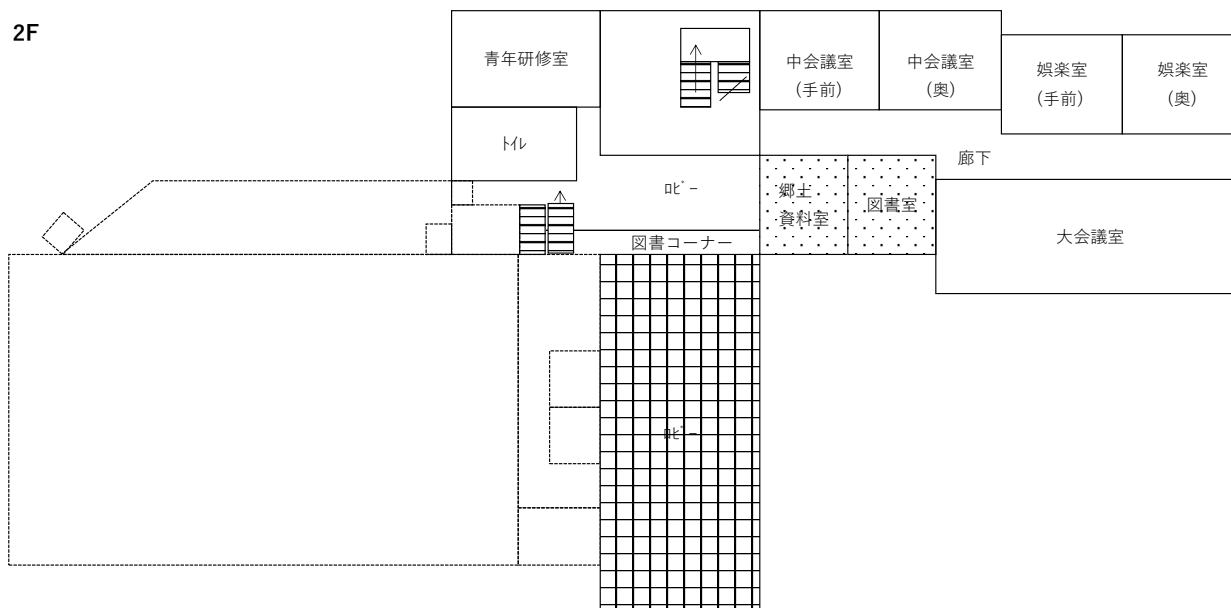 2F
青年研修室
中会議室
(手前)
中会議室
(奥)
娯楽室
(手前)
娯楽室
(奥)
ﾄｲﾚ
廊下
ﾛﾋﾞｰ
郷土
資料室
図書室
図書コーナー
大会議室
ﾛﾋﾞｰ